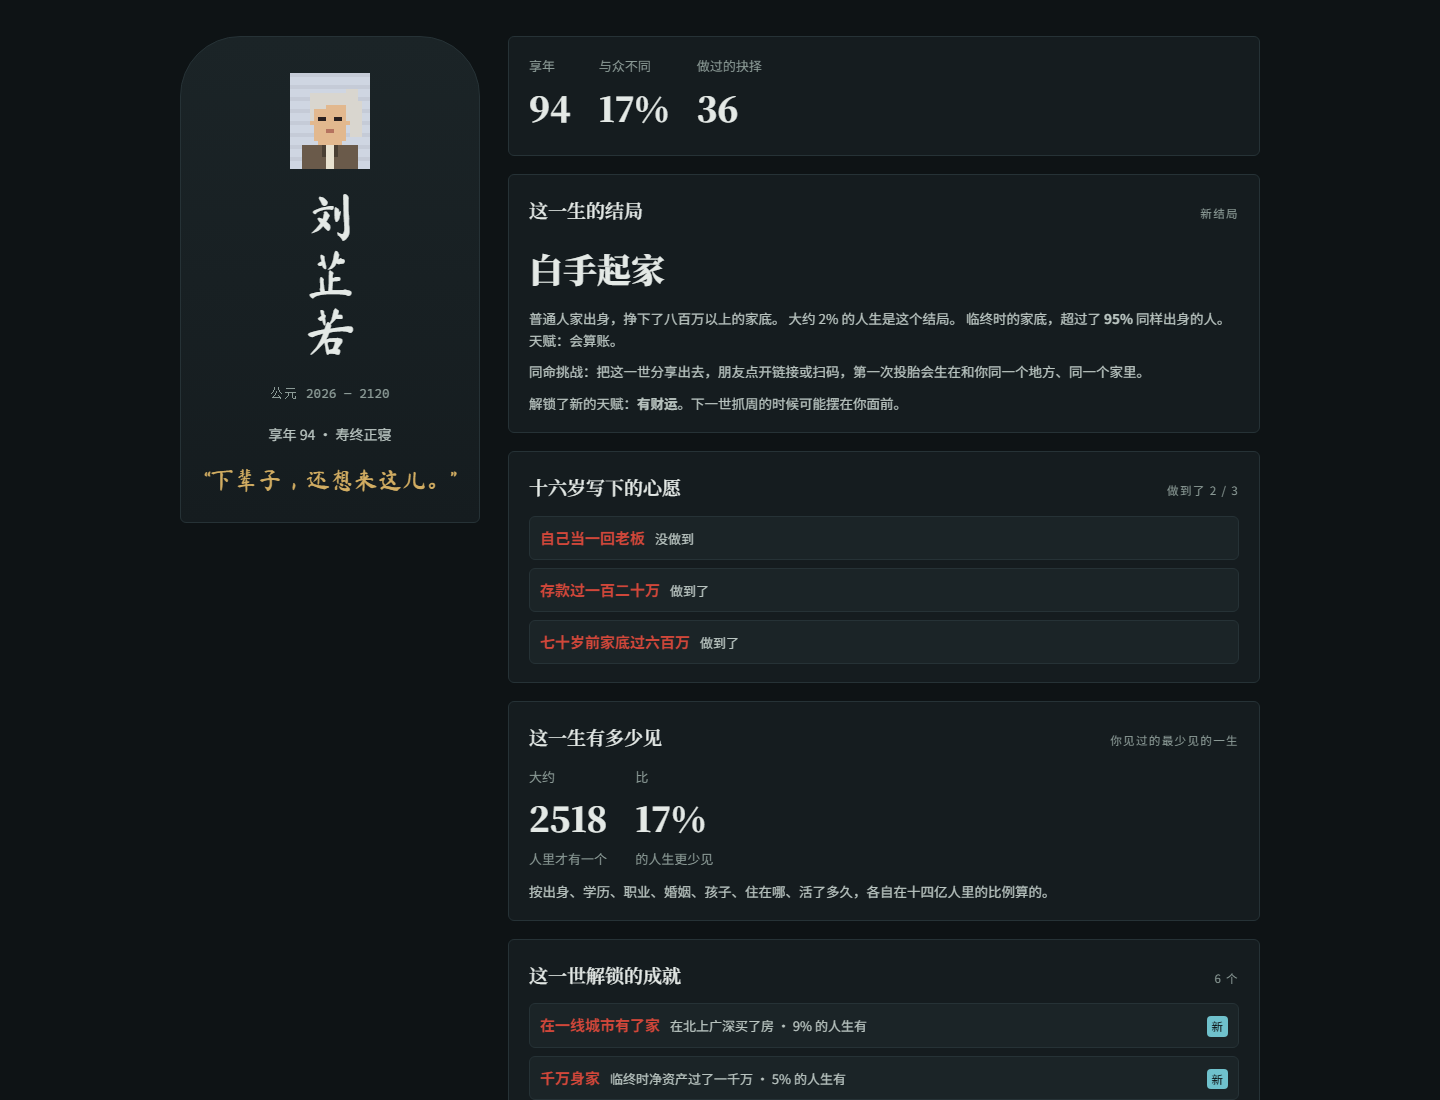 刘
芷
若
公元 2026 — 2120
享年 94 · 寿终正寝
“下辈子，还想来这儿。”
享年 与众不同 做过的抉择
94 17% 36
这一生的结局 新结局
白手起家
普通人家出身，挣下了八百万以上的家底。 大约 2% 的人生是这个结局。 临终时的家底，超过了 95% 同样出身的人。
天赋：会算账。
同命挑战：把这一世分享出去，朋友点开链接或扫码，第一次投胎会生在和你同一个地方、同一个家里。
解锁了新的天赋：有财运。下一世抓周的时候可能摆在你面前。
十六岁写下的心愿 做到了 2 / 3
自己当一回老板 没做到
存款过一百二十万 做到了
七十岁前家底过六百万 做到了
这一生有多少见 你见过的最少见的一生
大约 比
2518 17%
人里才有一个 的人生更少见
按出身、学历、职业、婚姻、孩子、住在哪、活了多久，各自在十四亿人里的比例算的。
这一世解锁的成就 6 个
在一线城市有了家 在北上广深买了房 · 9% 的人生有 新
千万身家 临终时净资产过了一千万 · 5% 的人生有 新